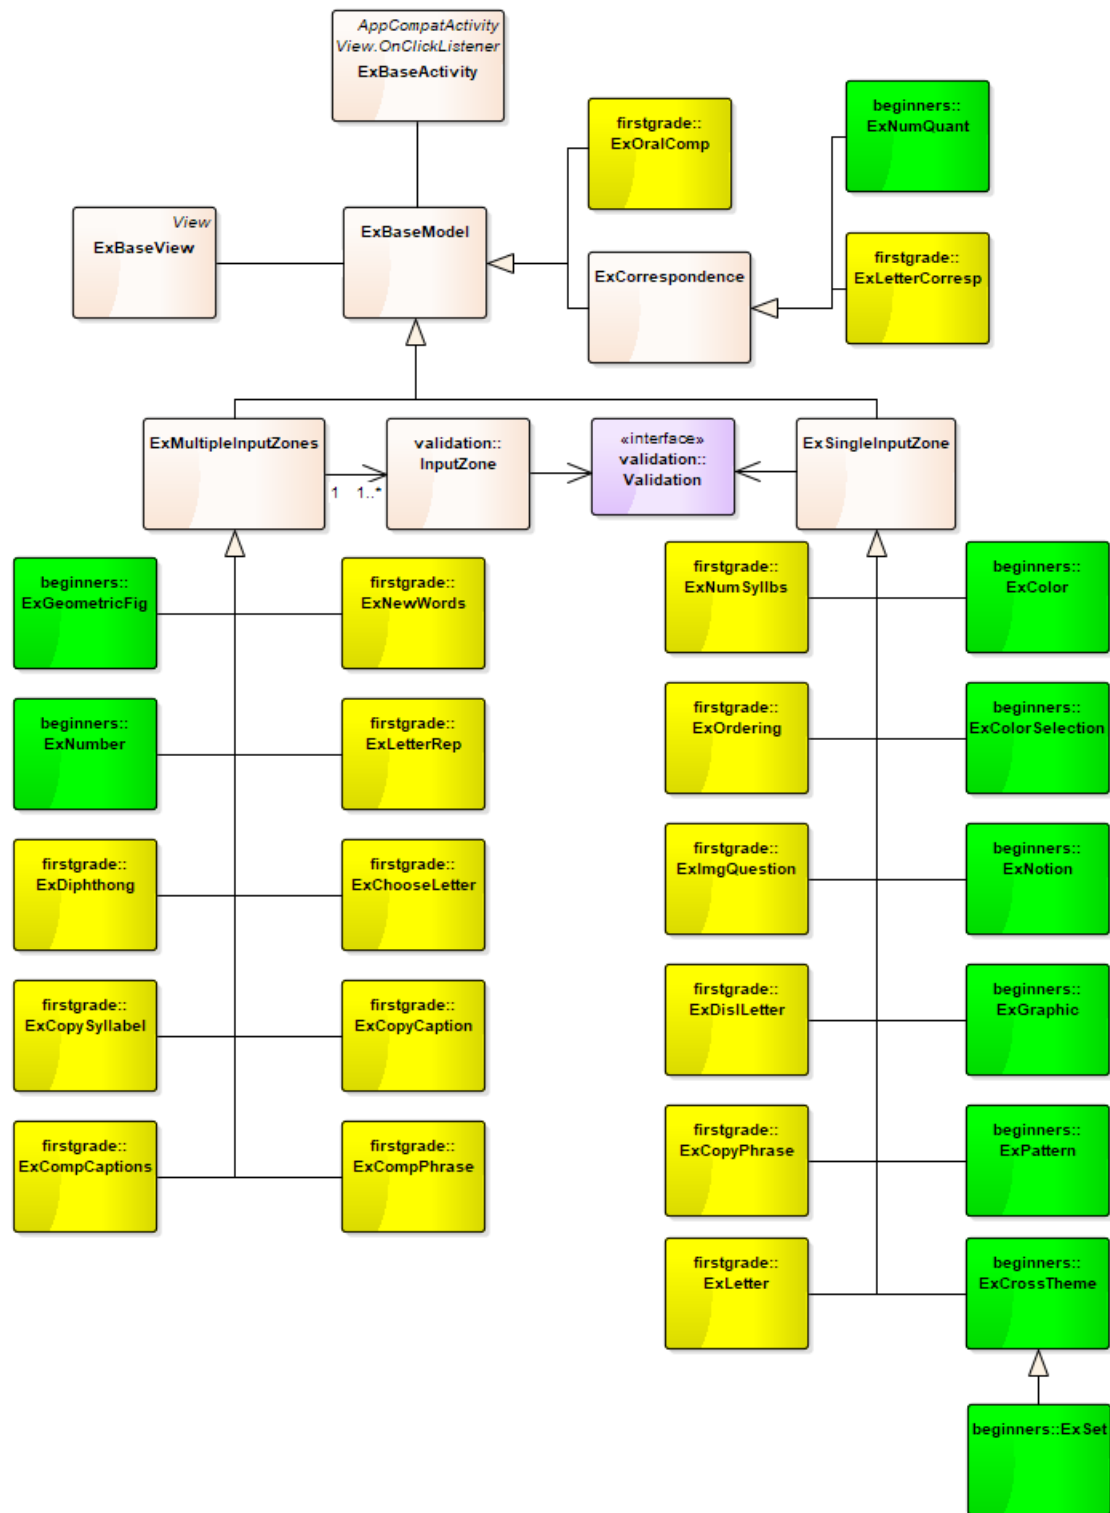 AppCompatActivity
View.OnClickListener
ExBaseActivity
firstgrade::
ExOralComp
beginners::
ExNumQuant
View
ExBaseView
ExBaseModel
ExCorrespondence
firstgrade::
ExLetterCorresp
ExMultipleInputZones
validation::
InputZone
«interface»
validation::
Validation
ExSingleInputZone
1 1..*
beginners::
ExGeometricFig
firstgrade::
ExNewWords
firstgrade::
ExNumSyllbs
beginners::
ExColor
beginners::
ExNumber
firstgrade::
ExLetterRep
firstgrade::
ExOrdering
beginners::
ExColorSelection
firstgrade::
ExDiphthong
firstgrade::
ExChooseLetter
firstgrade::
ExImgQuestion
beginners::
ExNotion
firstgrade::
ExCopySyllabel
firstgrade::
ExCopyCaption
firstgrade::
ExDislLetter
beginners::
ExGraphic
firstgrade::
ExCompCaptions
firstgrade::
ExCompPhrase
firstgrade::
ExCopyPhrase
beginners::
ExPattern
firstgrade::
ExLetter
beginners::
ExCrossTheme
beginners::ExSet